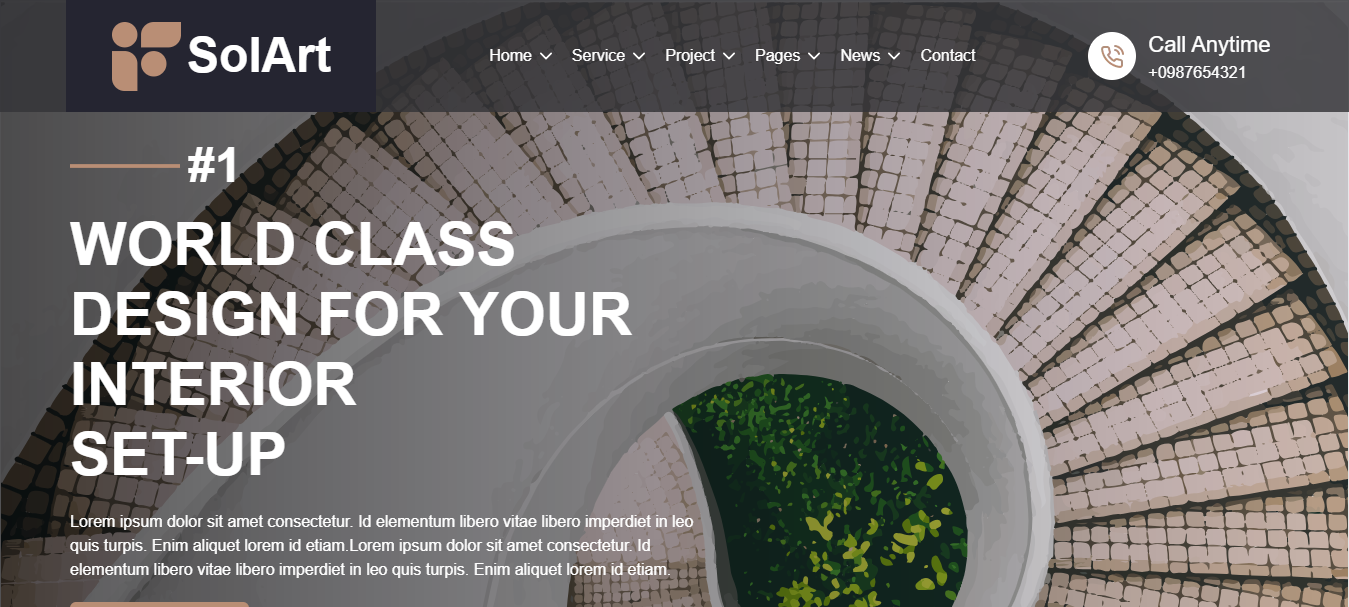 SolArt
Home
Service
Project
Pages
News
Contact
Call Anytime
+0987654321
#1
WORLD CLASS
DESIGN FOR YOUR
INTERIOR
SET-UP
Lorem ipsum dolor sit amet consectetur. Id elementum libero vitae libero imperdiet in leo
quis turpis. Enim aliquet lorem id etiam.Lorem ipsum dolor sit amet consectetur. Id
elementum libero vitae libero imperdiet in leo quis turpis. Enim aliquet lorem id etiam.